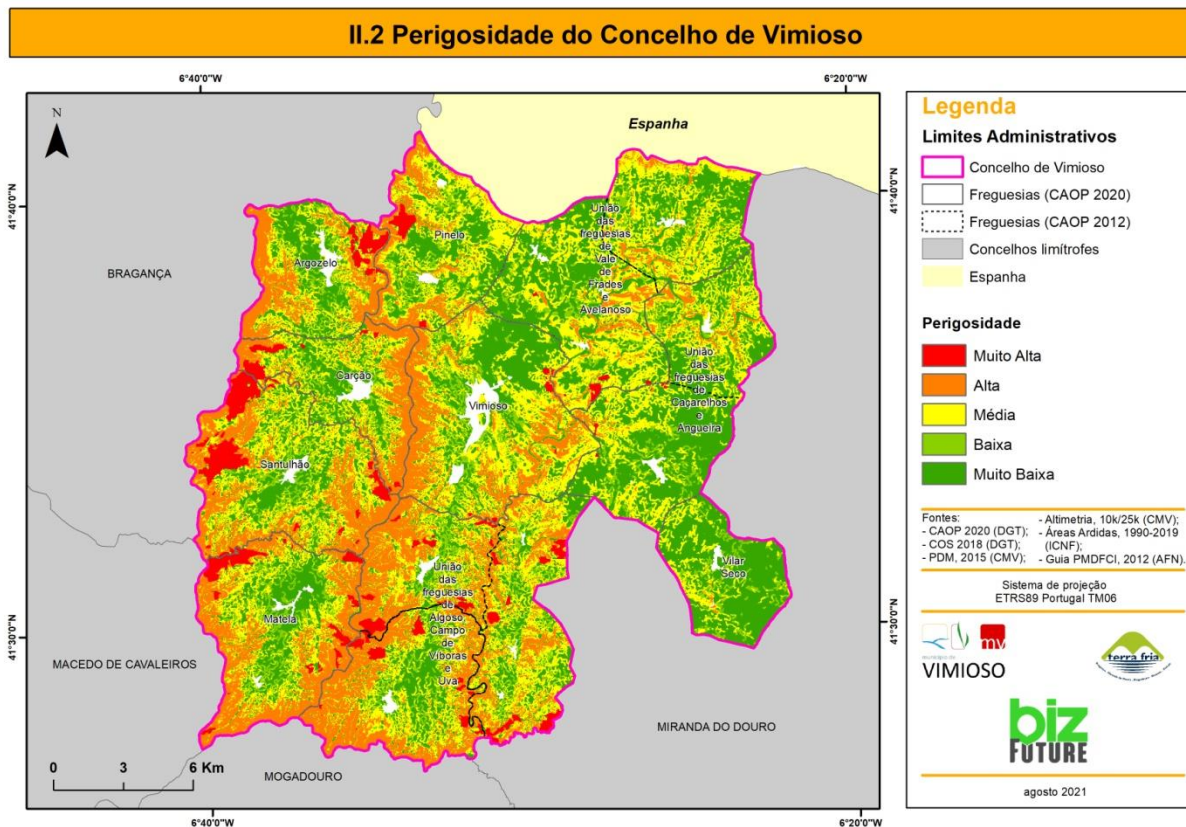 II.2 Perigosidade do Concelho de Vimioso
6°40'0"W
6°20'0"W
N
Espanha
41°40'0"N
41°40'0"N
BRAGANÇA
Argozelo
Pinelo
União
das
freguesias
de
Vale
de
Frades
e
Avelanoso
Carção
Vimioso
União
das
freguesias
de
Caçarelhos
e
Angueira
Santulhão
Vilar
Seco
Matela
União
das
freguesias
de
Algoso,
Campo
de
Víboras
e
Uva
41°30'0"N
41°30'0"N
MACEDO DE CAVALEIROS
MIRANDA DO DOURO
MOGADOURO
0 3 6 Km
6°40'0"W
6°20'0"W
Legenda
Limites Administrativos
Concelho de Vimioso
Freguesias (CAOP 2020)
Freguesias (CAOP 2012)
Concelhos limítrofes
Espanha
Perigosidade
Muito Alta
Alta
Média
Baixa
Muito Baixa
Fontes:
- CAOP 2020 (DGT);
- COS 2018 (DGT);
- PDM, 2015 (CMV);
- Altimetria, 10k/25k (CMV);
- Áreas Ardidas, 1990-2019
(ICNF);
- Guia PMDFCI, 2012 (AFN).
Sistema de projeção
ETRS89 Portugal TM06
mv
VIMIOSO
terra fria
biz
FUTURE
agosto 2021